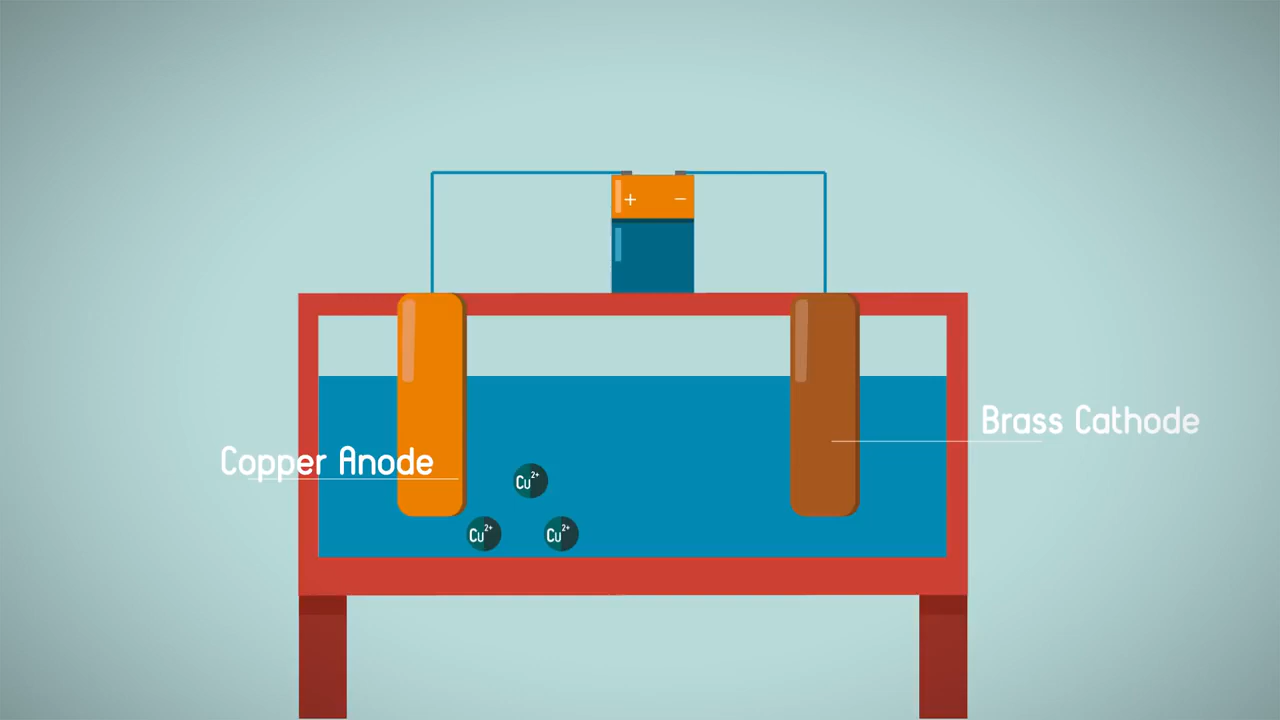 + −
Brass Cathode
Copper Anode
Cu²⁺
Cu²⁺ Cu²⁺